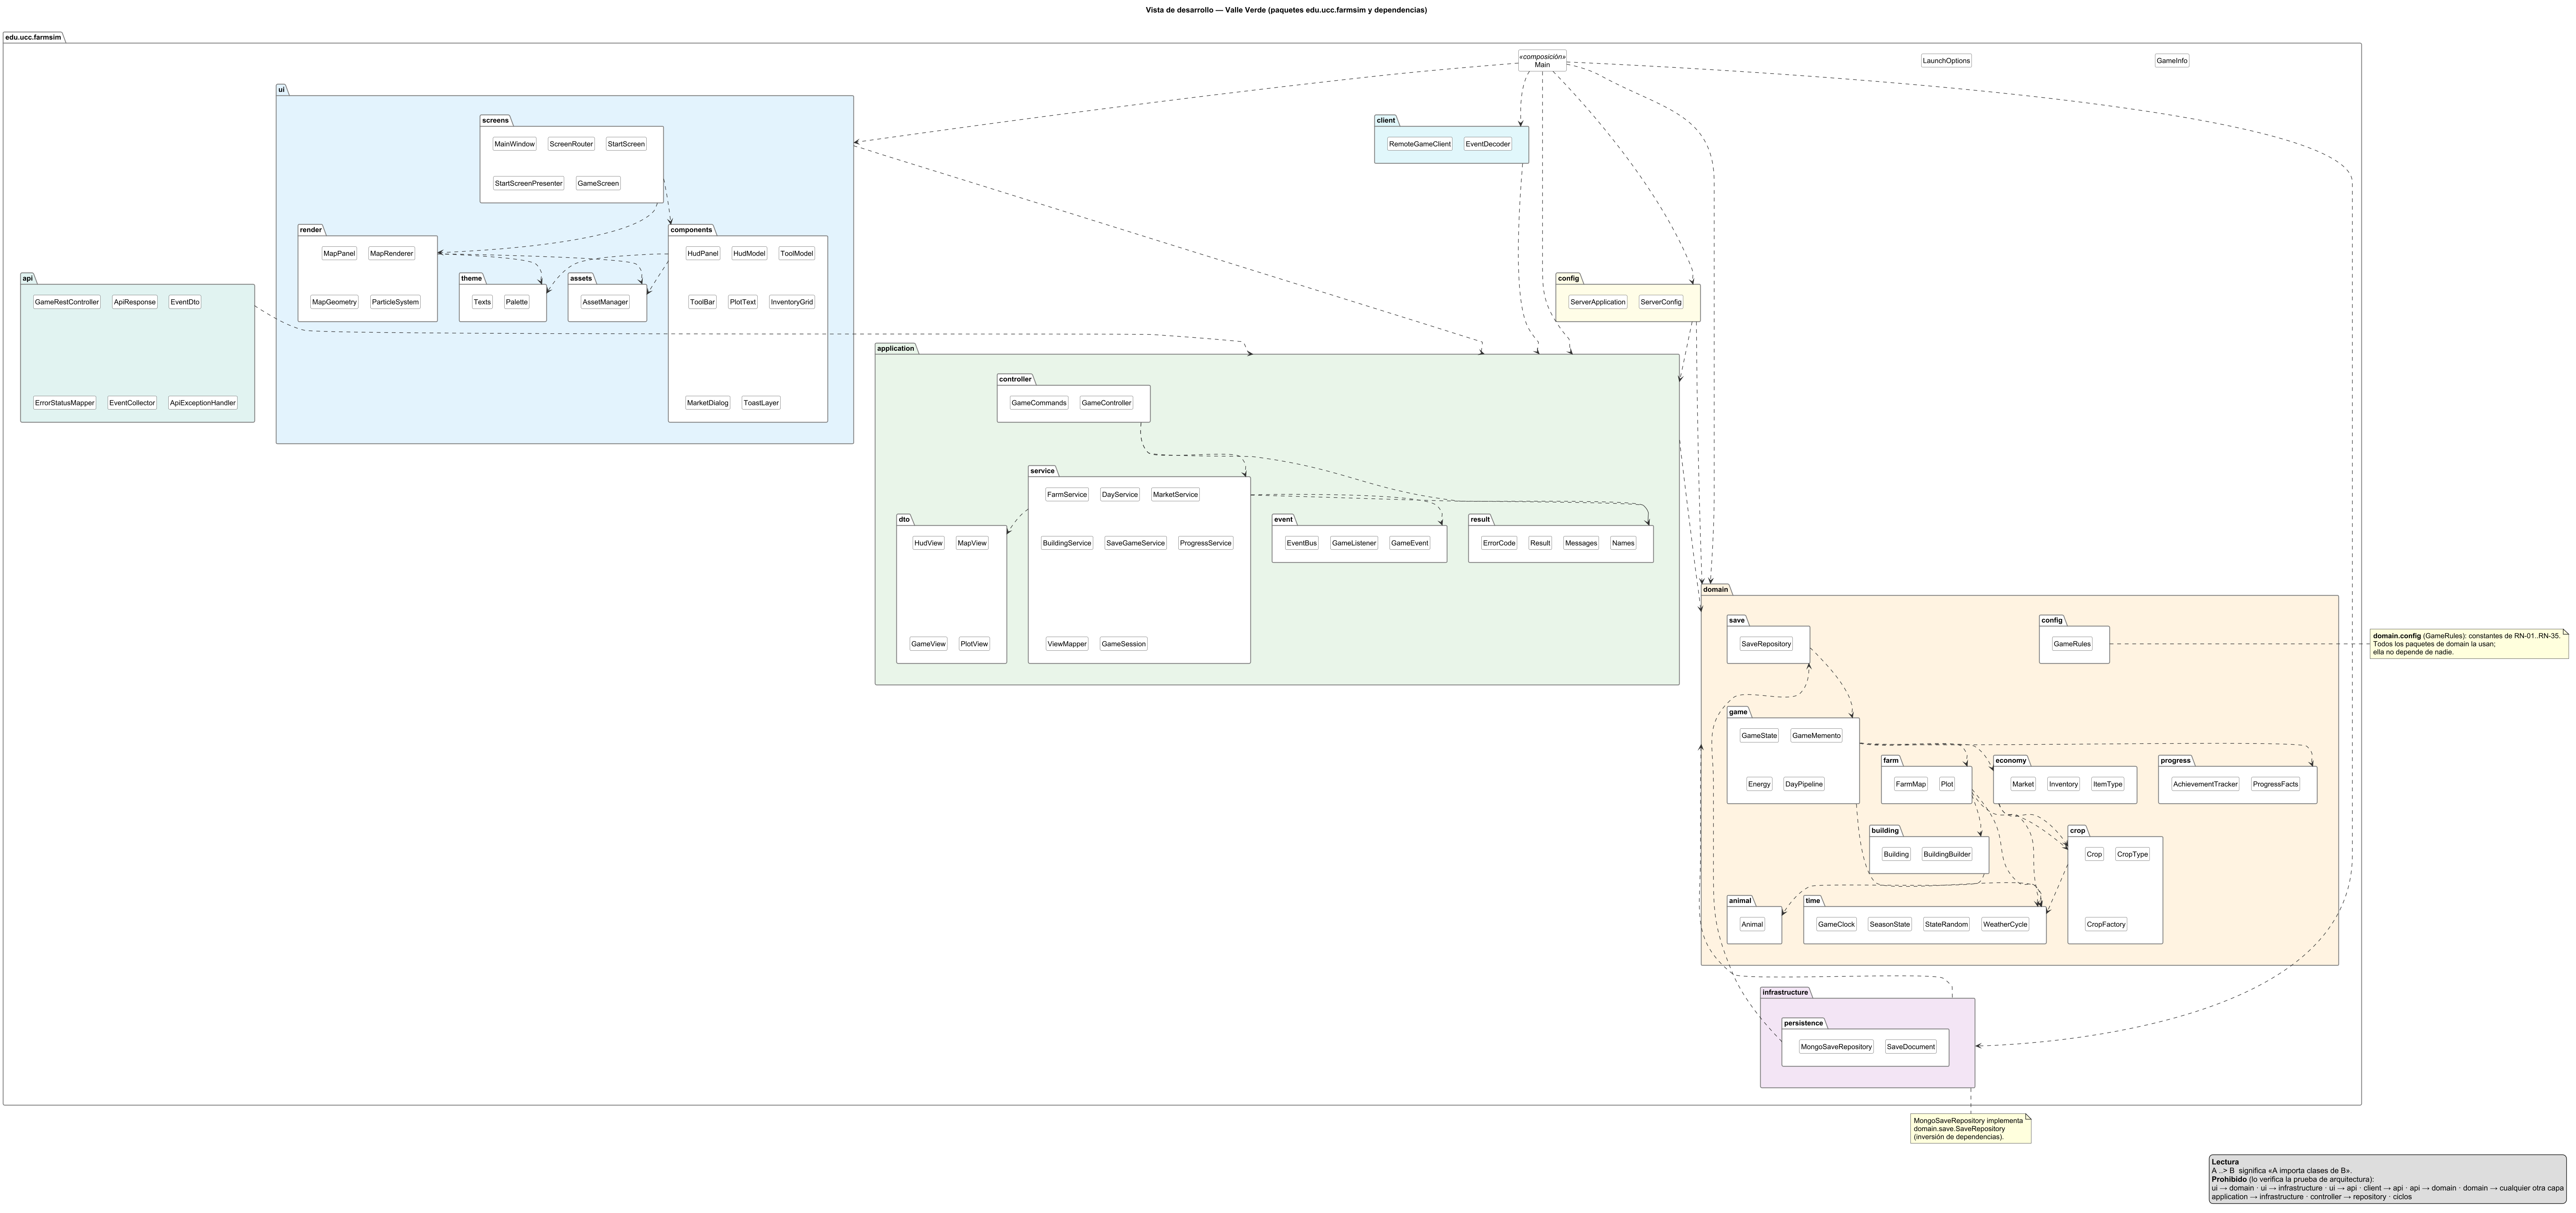 Vista de desarrollo — Valle Verde (paquetes edu.ucc.farmsim y dependencias)
edu.ucc.farmsim
«composición»
Main
LaunchOptions
GameInfo
ui
screens
MainWindow ScreenRouter StartScreen
StartScreenPresenter GameScreen
render
MapPanel MapRenderer
MapGeometry ParticleSystem
theme
Texts Palette
assets
AssetManager
components
HudPanel HudModel ToolModel
ToolBar PlotText InventoryGrid
MarketDialog ToastLayer
client
RemoteGameClient EventDecoder
api
GameRestController ApiResponse EventDto
ErrorStatusMapper EventCollector ApiExceptionHandler
config
ServerApplication ServerConfig
application
controller
GameCommands GameController
service
FarmService DayService MarketService
BuildingService SaveGameService ProgressService
ViewMapper GameSession
dto
HudView MapView
GameView PlotView
event
EventBus GameListener GameEvent
result
ErrorCode Result Messages Names
domain
save
SaveRepository
config
GameRules
domain.config (GameRules): constantes de RN-01..RN-35.
Todos los paquetes de domain la usan;
ella no depende de nadie.
game
GameState GameMemento
Energy DayPipeline
farm
FarmMap Plot
economy
Market Inventory ItemType
progress
AchievementTracker ProgressFacts
building
Building BuildingBuilder
crop
Crop CropType
CropFactory
animal
Animal
time
GameClock SeasonState StateRandom WeatherCycle
infrastructure
persistence
MongoSaveRepository SaveDocument
MongoSaveRepository implementa
domain.save.SaveRepository
(inversión de dependencias).
Lectura
A ..> B significa «A importa clases de B».
Prohibido (lo verifica la prueba de arquitectura):
ui → domain · ui → infrastructure · ui → api · client → api · api → domain · domain → cualquier otra capa
application → infrastructure · controller → repository · ciclos